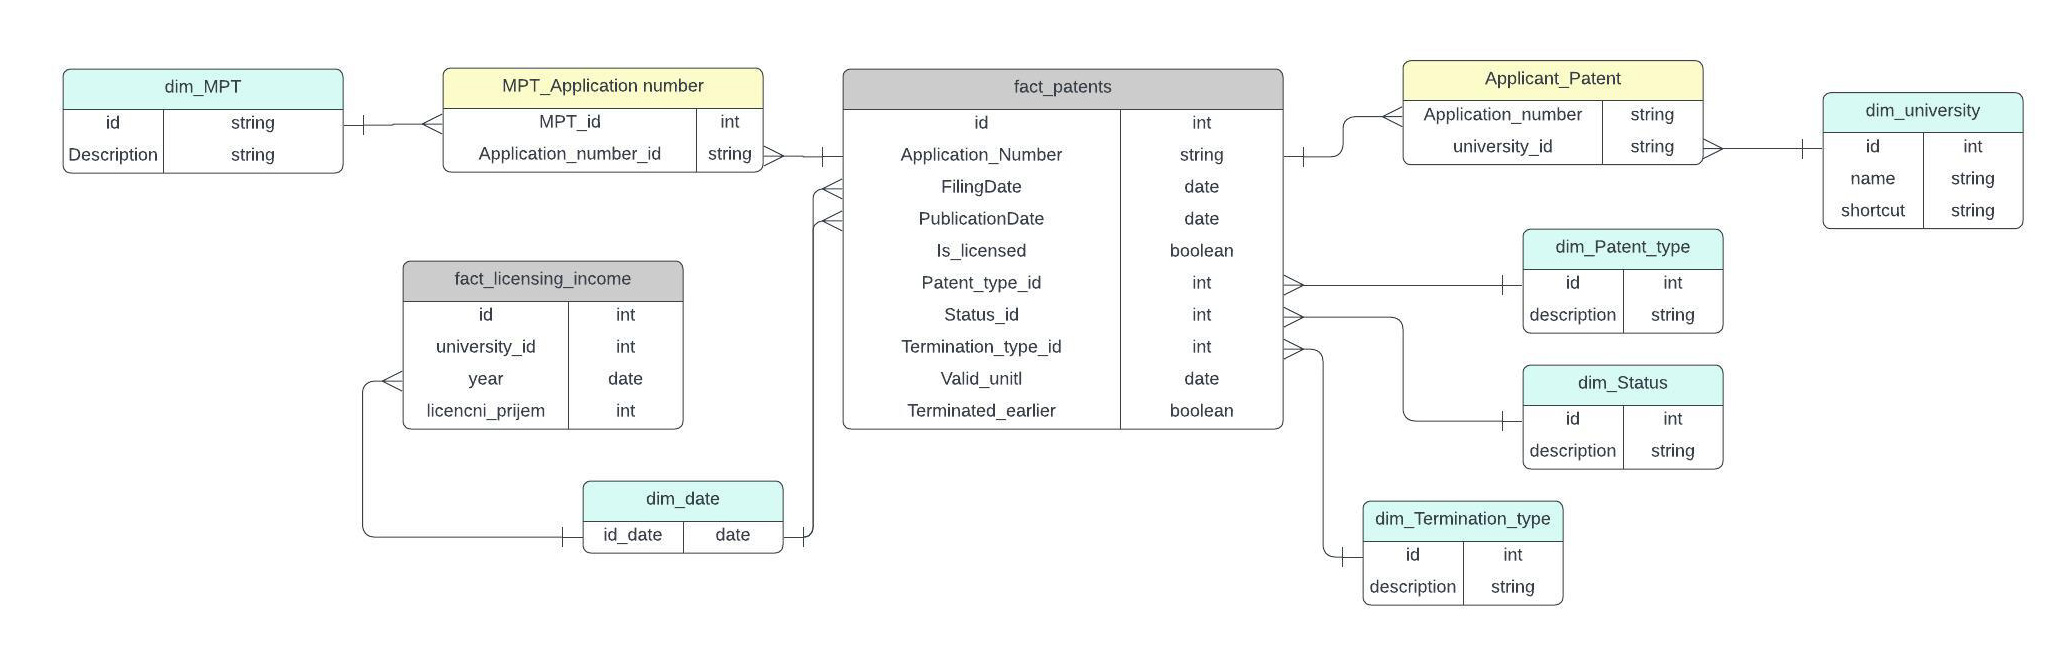 dim_MPT
id string
Description string
MPT_Application number
MPT_id int
Application_number_id string
fact_patents
id int
Application_Number string
FilingDate date
PublicationDate date
Is_licensed boolean
Patent_type_id int
Status_id int
Termination_type_id int
Valid_unitl date
Terminated_earlier boolean
Applicant_Patent
Application_number string
university_id string
dim_university
id int
name string
shortcut string
dim_Patent_type
id int
description string
fact_licensing_income
id int
university_id int
year date
licencni_prijem int
dim_Status
id int
description string
dim_date
id_date date
dim_Termination_type
id int
description string